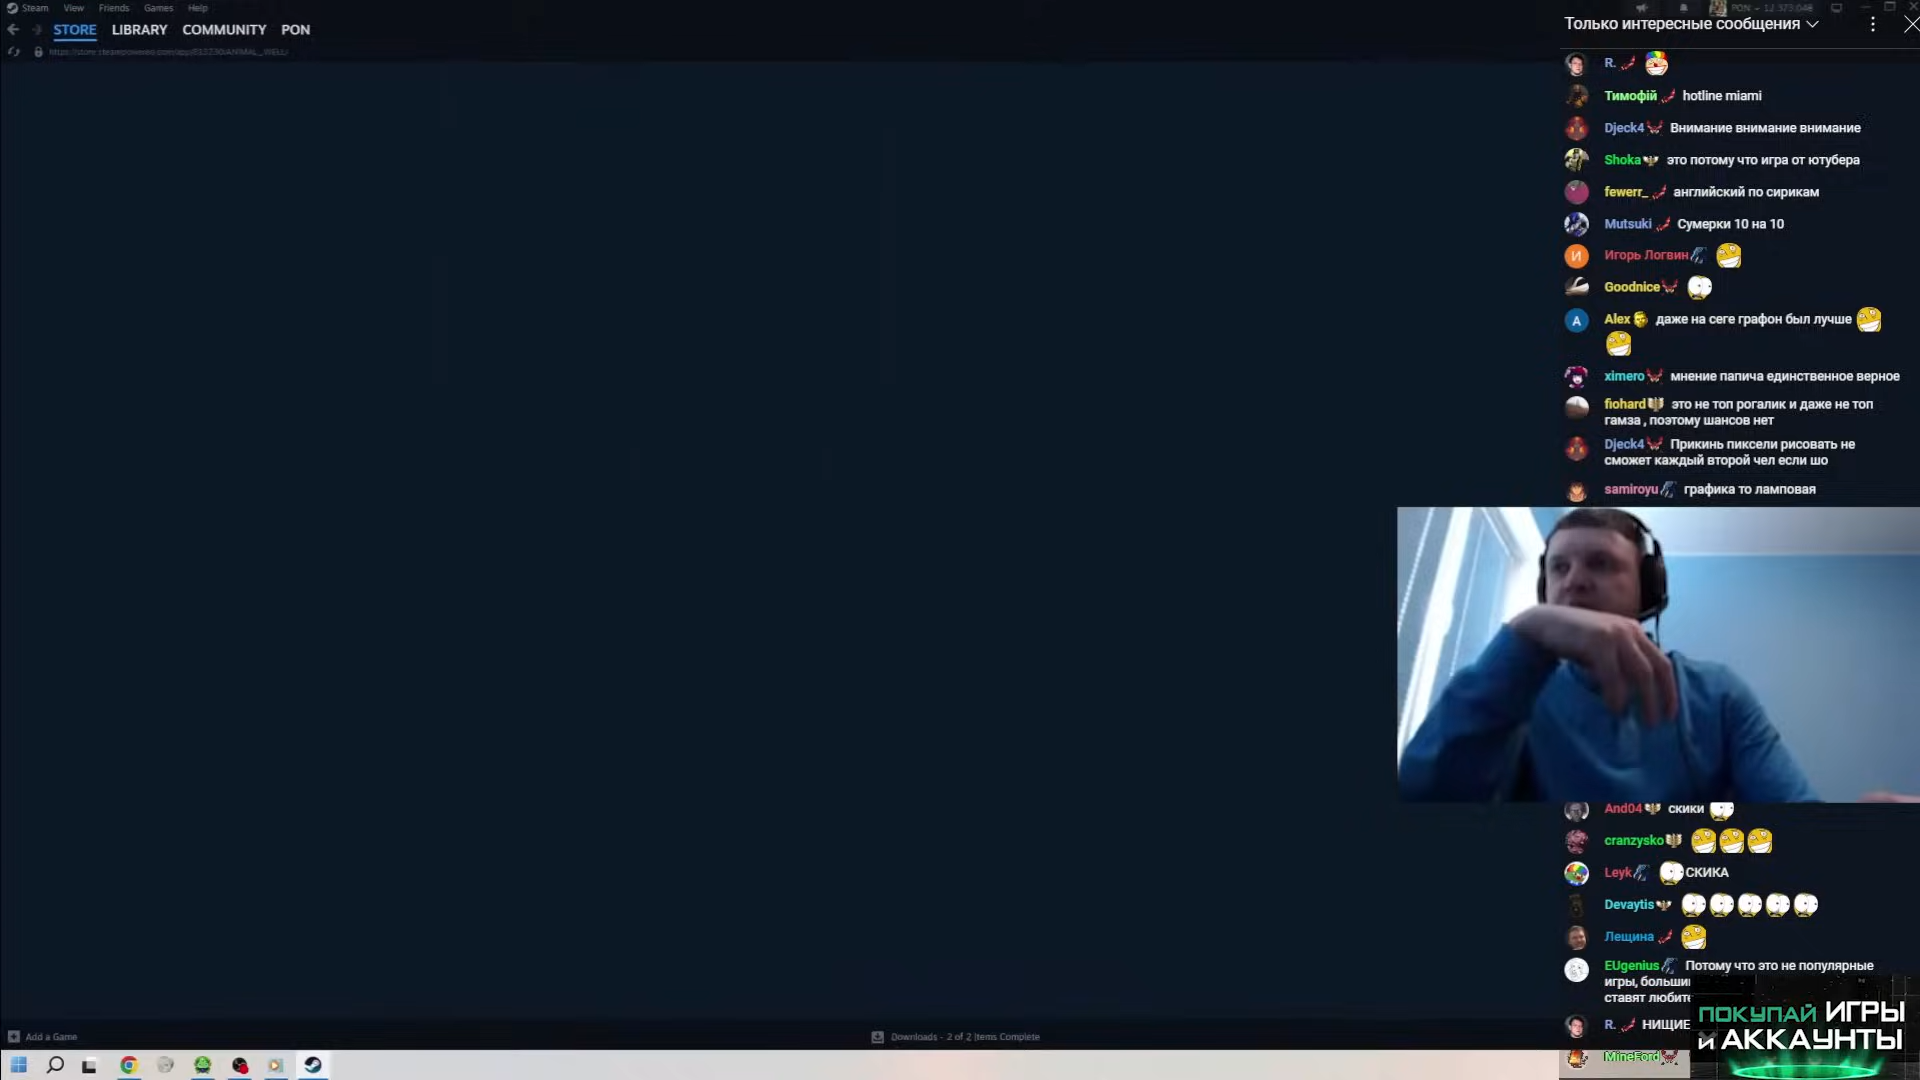 Steam View Friends Games Help
PON - 12 373,04$
STORE LIBRARY COMMUNITY PON
Только интересные сообщения
R.
Тимофій hotline miami
Djeck4 Внимание внимание внимание
Shoka это потому что игра от ютубера
fewerr_ английский по сирикам
Mutsuki Сумерки 10 на 10
И Игорь Логвин
Goodnice
A Alex даже на сеге графон был лучше
ximero мнение папича единственное верное
fiohard это не топ рогалик и даже не топ
гамза , поэтому шансов нет
Djeck4 Прикинь пиксели рисовать не
сможет каждый второй чел если шо
samiroyu графика то ламповая
And04 скики
cranzysko
Leyk СКИКА
Devaytis
Лещина
EUgenius Потому что это не популярные
игры,
ставят
R. НИЩИЕ
MineFord
ПОКУПАЙ ИГРЫ
И АККАУНТЫ
Add a Game
Downloads - 2 of 2 Items Complete